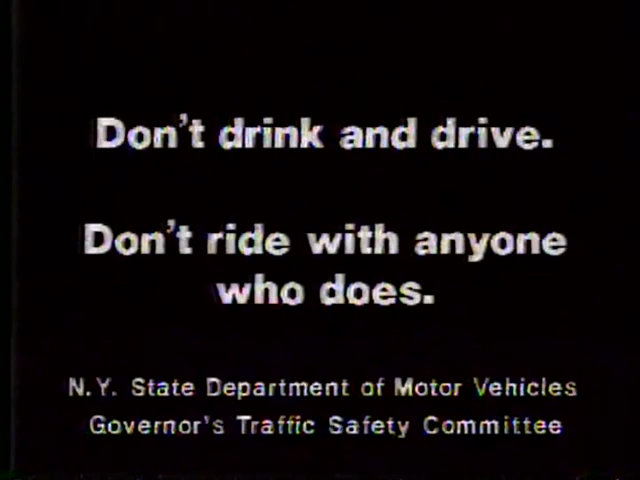 Don't drink and drive.
Don't ride with anyone
who does.
N.Y. State Department of Motor Vehicles
Governor's Traffic Safety Committee